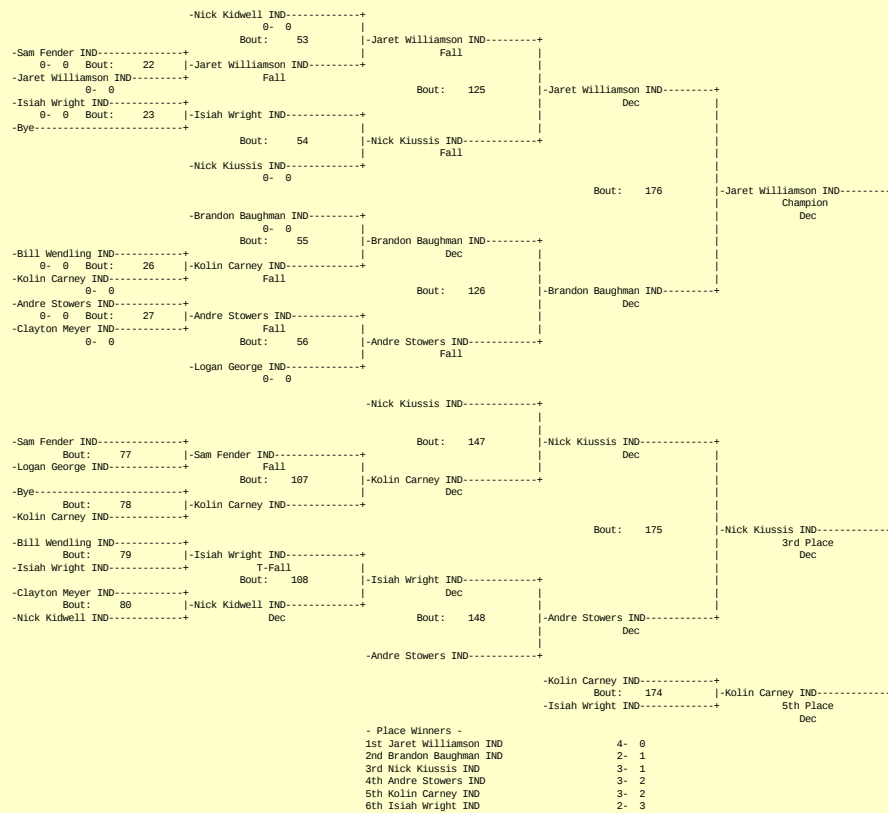 -Nick Kidwell IND------------+
0- 0 |
Bout: 53 |-Jaret Williamson IND--------+
-Sam Fender IND--------------+ | Fall |
0- 0 Bout: 22 |-Jaret Williamson IND--------+ |
-Jaret Williamson IND--------+ Fall |
0- 0 Bout: 125 |-Jaret Williamson IND--------+
-Isiah Wright IND------------+ | Dec |
0- 0 Bout: 23 |-Isiah Wright IND------------+ | |
-Bye-------------------------+ | | |
Bout: 54 |-Nick Kiussis IND------------+ |
| Fall |
-Nick Kiussis IND------------+ |
0- 0 |
Bout: 176 |-Jaret Williamson IND--------
| Champion
-Brandon Baughman IND--------+ | Dec
0- 0 | |
Bout: 55 |-Brandon Baughman IND--------+ |
-Bill Wendling IND-----------+ | Dec | |
0- 0 Bout: 26 |-Kolin Carney IND------------+ | |
-Kolin Carney IND------------+ Fall | |
0- 0 Bout: 126 |-Brandon Baughman IND--------+
-Andre Stowers IND-----------+ | Dec
0- 0 Bout: 27 |-Andre Stowers IND-----------+ |
-Clayton Meyer IND-----------+ Fall | |
0- 0 Bout: 56 |-Andre Stowers IND-----------+
| Fall
-Logan George IND------------+
0- 0
-Nick Kiussis IND------------+
|
|
-Sam Fender IND--------------+ Bout: 147 |-Nick Kiussis IND------------+
Bout: 77 |-Sam Fender IND--------------+ | Dec |
-Logan George IND------------+ Fall | | |
Bout: 107 |-Kolin Carney IND------------+ |
-Bye-------------------------+ | Dec |
Bout: 78 |-Kolin Carney IND------------+ |
-Kolin Carney IND------------+ |
Bout: 175 |-Nick Kiussis IND------------
-Bill Wendling IND-----------+ | 3rd Place
Bout: 79 |-Isiah Wright IND------------+ | Dec
-Isiah Wright IND------------+ T-Fall | |
Bout: 108 |-Isiah Wright IND------------+ |
-Clayton Meyer IND-----------+ | Dec | |
Bout: 80 |-Nick Kidwell IND------------+ | |
-Nick Kidwell IND------------+ Dec Bout: 148 |-Andre Stowers IND-----------+
| Dec
|
-Andre Stowers IND-----------+
-Kolin Carney IND------------+
Bout: 174 |-Kolin Carney IND------------
-Isiah Wright IND------------+ 5th Place
Dec
- Place Winners -
1st Jaret Williamson IND 4- 0
2nd Brandon Baughman IND 2- 1
3rd Nick Kiussis IND 3- 1
4th Andre Stowers IND 3- 2
5th Kolin Carney IND 3- 2
6th Isiah Wright IND 2- 3